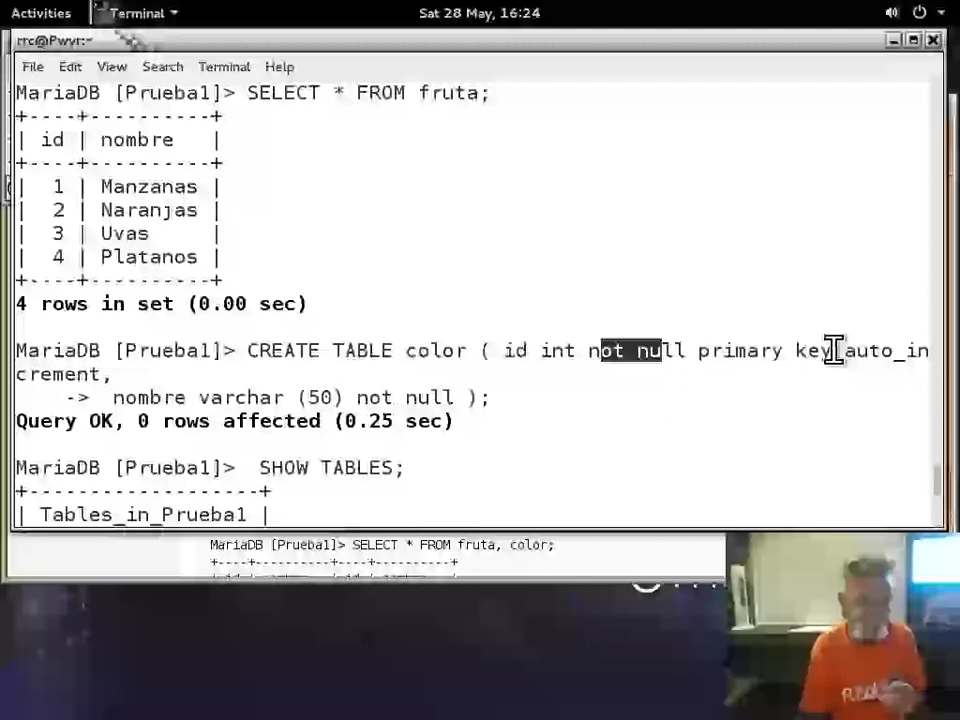 Activities Terminal Sat 28 May, 16:24
rrc@Pwyr:~
File Edit View Search Terminal Help
MariaDB [Prueba1]> SELECT * FROM fruta;
+----+----------+
| id | nombre |
+----+----------+
| 1 | Manzanas |
| 2 | Naranjas |
| 3 | Uvas |
| 4 | Platanos |
+----+----------+
4 rows in set (0.00 sec)
MariaDB [Prueba1]> CREATE TABLE color ( id int not null primary key auto_in
crement,
-> nombre varchar (50) not null );
Query OK, 0 rows affected (0.25 sec)
MariaDB [Prueba1]> SHOW TABLES;
+-------------------+
| Tables_in_Prueba1 |
MariaDB [Prueba1]> SELECT * FROM fruta, color;
+----+----------+----+----------+